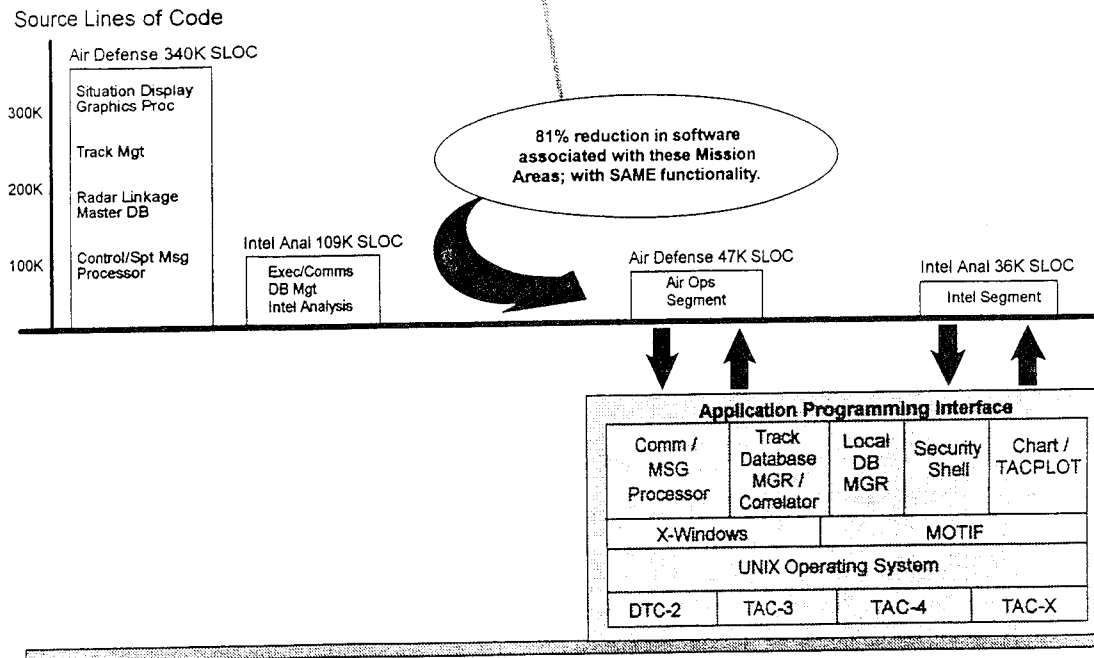 Source Lines of Code
Air Defense 340K SLOC
300K
200K
100K
Situation Display
Graphics Proc
Track Mgt
Radar Linkage
Master DB
Control/Spt Msg
Processor
Intel Anal 109K SLOC
Exec/Comms
DB Mgt
Intel Analysis
81% reduction in software
associated with these Mission
Areas; with SAME functionality.
Air Defense 47K SLOC
Air Ops
Segment
Intel Anal 36K SLOC
Intel Segment
Application Programming Interface
Comm /
MSG
Processor
Track
Database
MGR /
Correlator
Local
DB
MGR
Security
Shell
Chart /
TACPLOT
X-Windows
MOTIF
UNIX Operating System
DTC-2
TAC-3
TAC-4
TAC-X